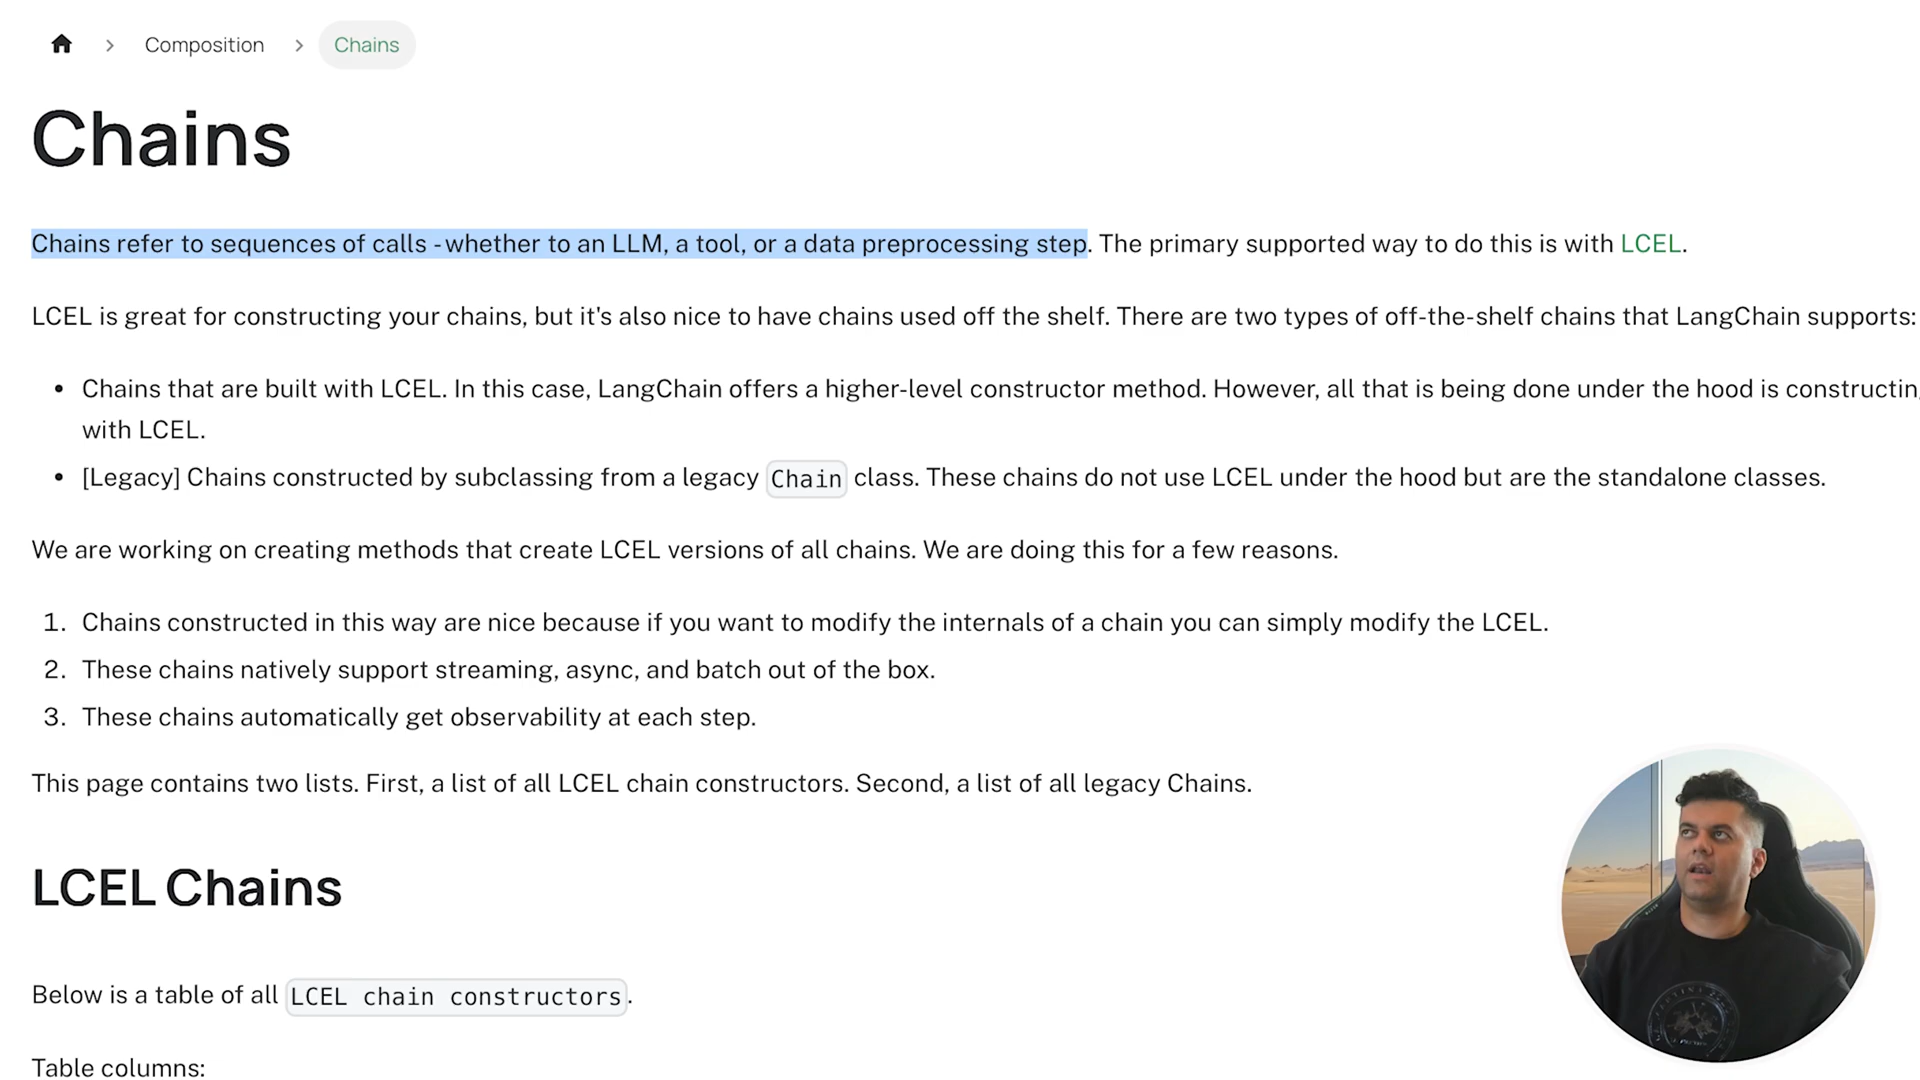 Composition
Chains
Chains
Chains refer to sequences of calls - whether to an LLM, a tool, or a data preprocessing step. The primary supported way to do this is with LCEL.
LCEL is great for constructing your chains, but it's also nice to have chains used off the shelf. There are two types of off-the-shelf chains that LangChain supports:
• Chains that are built with LCEL. In this case, LangChain offers a higher-level constructor method. However, all that is being done under the hood is constructin
with LCEL.
• [Legacy] Chains constructed by subclassing from a legacy Chain class. These chains do not use LCEL under the hood but are the standalone classes.
We are working on creating methods that create LCEL versions of all chains. We are doing this for a few reasons.
1. Chains constructed in this way are nice because if you want to modify the internals of a chain you can simply modify the LCEL.
2. These chains natively support streaming, async, and batch out of the box.
3. These chains automatically get observability at each step.
This page contains two lists. First, a list of all LCEL chain constructors. Second, a list of all legacy Chains.
LCEL Chains
Below is a table of all LCEL chain constructors.
Table columns: